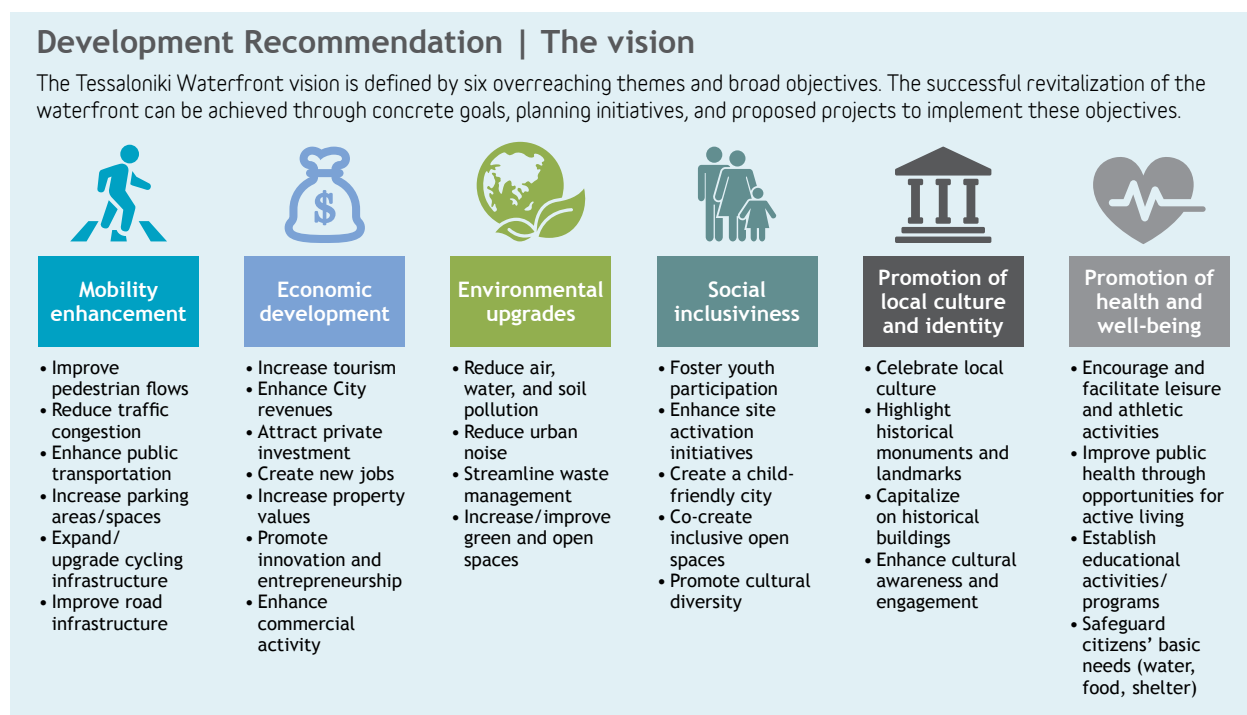 Development Recommendation | The vision
The Tessaloniki Waterfront vision is defined by six overreaching themes and broad objectives. The successful revitalization of the
waterfront can be achieved through concrete goals, planning initiatives, and proposed projects to implement these objectives.
$
Mobility
enhancement
• Improve
pedestrian flows
• Reduce traffic
congestion
• Enhance public
transportation
• Increase parking
areas/spaces
• Expand/
upgrade cycling
infrastructure
• Improve road
infrastructure
Economic
development
• Increase tourism
• Enhance City
revenues
• Attract private
investment
• Create new jobs
• Increase property
values
• Promote
innovation and
entrepreneurship
• Enhance
commercial
activity
Environmental
upgrades
• Reduce air,
water, and soil
pollution
• Reduce urban
noise
• Streamline waste
management
• Increase/improve
green and open
spaces
Social
inclusiviness
• Foster youth
participation
• Enhance site
activation
initiatives
• Create a child-
friendly city
• Co-create
inclusive open
spaces
• Promote cultural
diversity
Promotion of
local culture
and identity
• Celebrate local
culture
• Highlight
historical
monuments and
landmarks
• Capitalize
on historical
buildings
• Enhance cultural
awareness and
engagement
Promotion of
health and
well-being
• Encourage and
facilitate leisure
and athletic
activities
• Improve public
health through
opportunities for
active living
• Establish
educational
activities/
programs
• Safeguard
citizens’ basic
needs (water,
food, shelter)